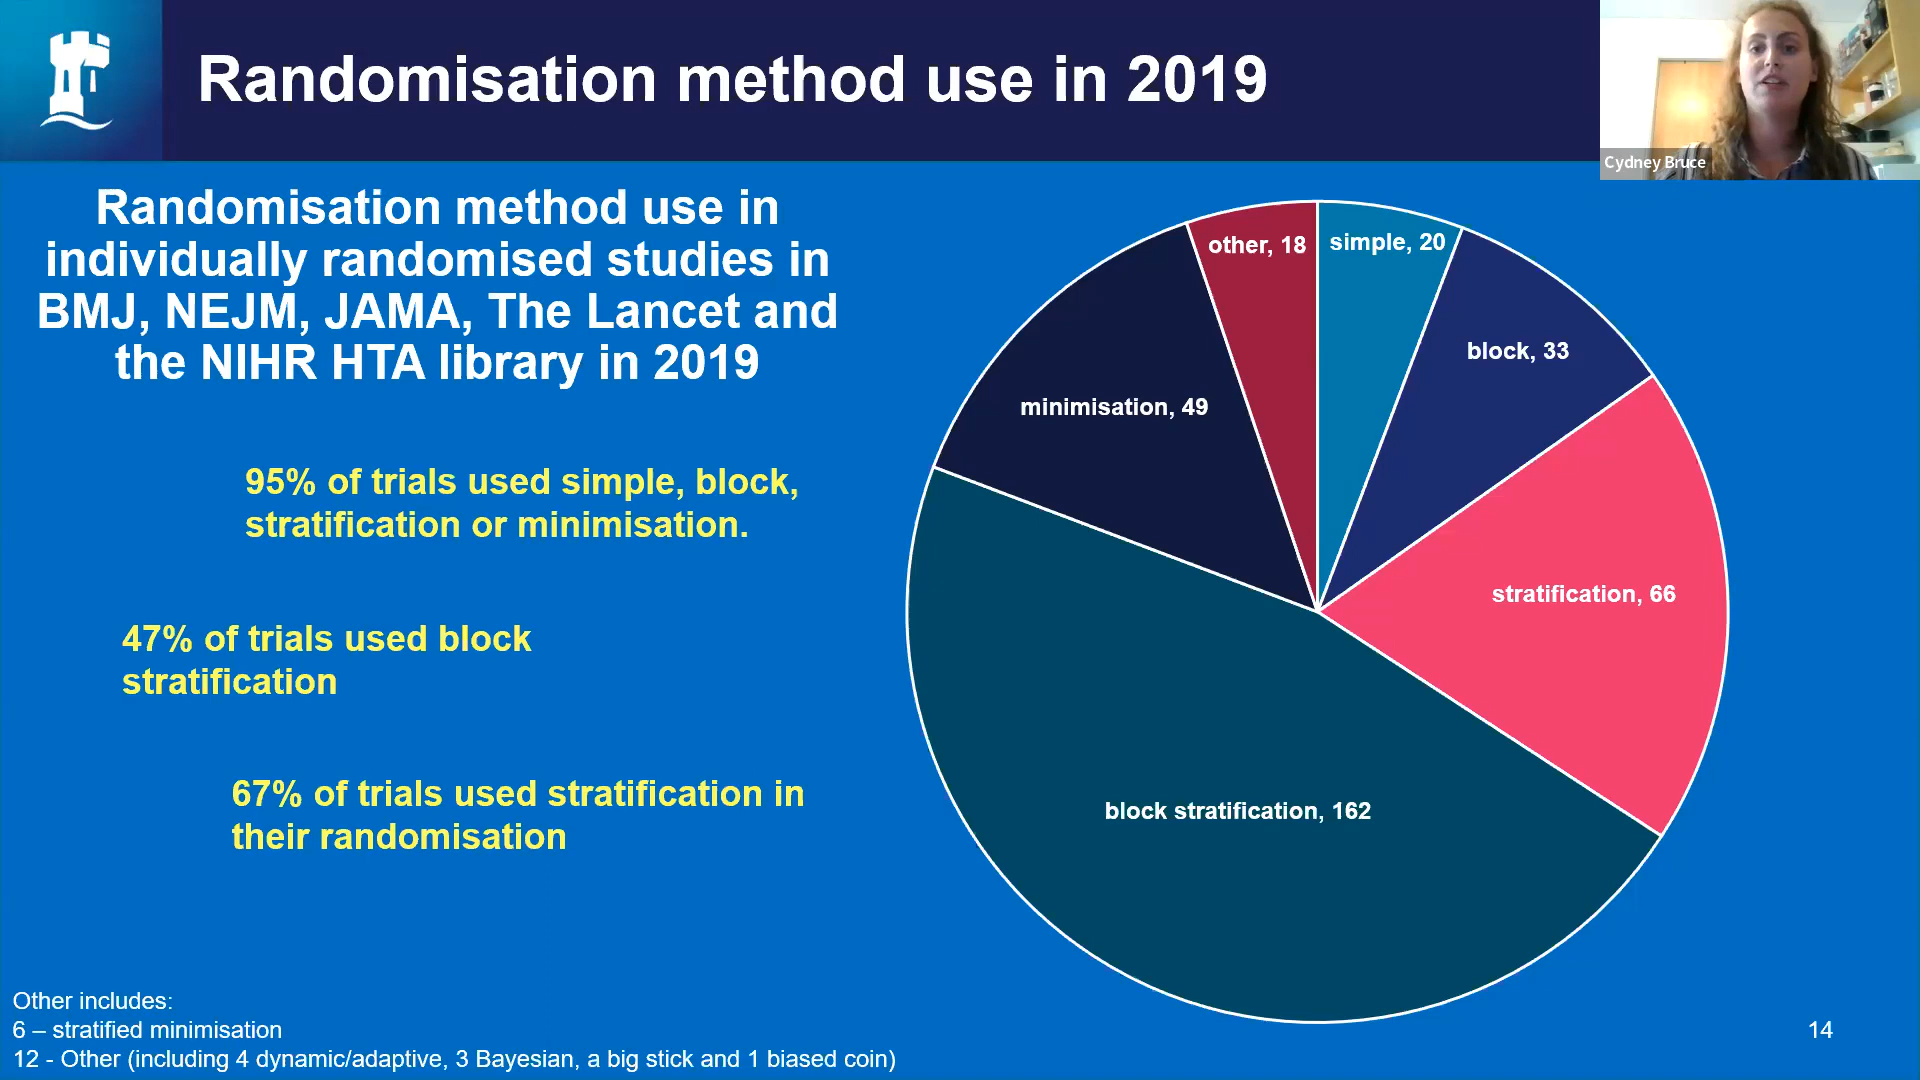 Randomisation method use in 2019
Cydney Bruce
Randomisation method use in
individually randomised studies in
BMJ, NEJM, JAMA, The Lancet and
the NIHR HTA library in 2019
95% of trials used simple, block,
stratification or minimisation.
47% of trials used block
stratification
67% of trials used stratification in
their randomisation
other, 18
simple, 20
block, 33
minimisation, 49
stratification, 66
block stratification, 162
Other includes:
6 – stratified minimisation
12 - Other (including 4 dynamic/adaptive, 3 Bayesian, a big stick and 1 biased coin)
14